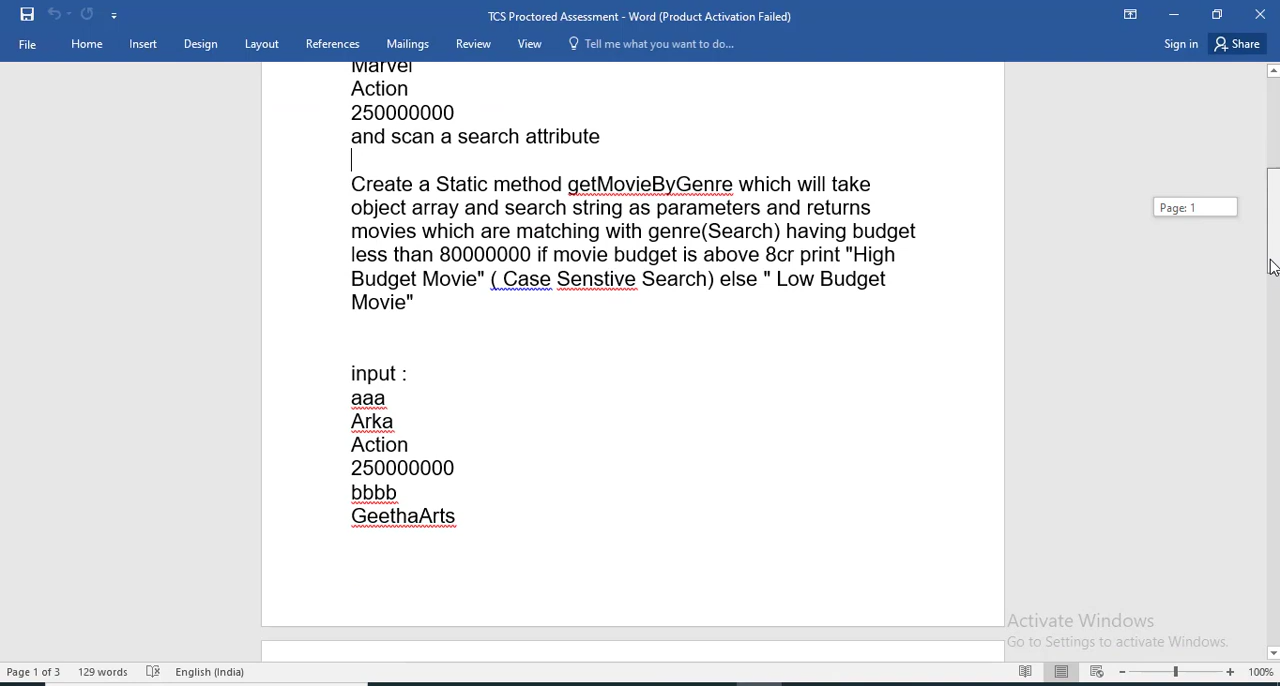 TCS Proctored Assessment - Word (Product Activation Failed)
File Home Insert Design Layout References Mailings Review View Tell me what you want to do... Sign in Share
Marvel
Action
250000000
and scan a search attribute
Create a Static method getMovieByGenre which will take
object array and search string as parameters and returns
movies which are matching with genre(Search) having budget
less than 80000000 if movie budget is above 8cr print "High
Budget Movie" ( Case Senstive Search) else " Low Budget
Movie"
Page: 1
input :
aaa
Arka
Action
250000000
bbbb
GeethaArts
Activate Windows
Go to Settings to activate Windows.
Page 1 of 3 129 words English (India) 100%